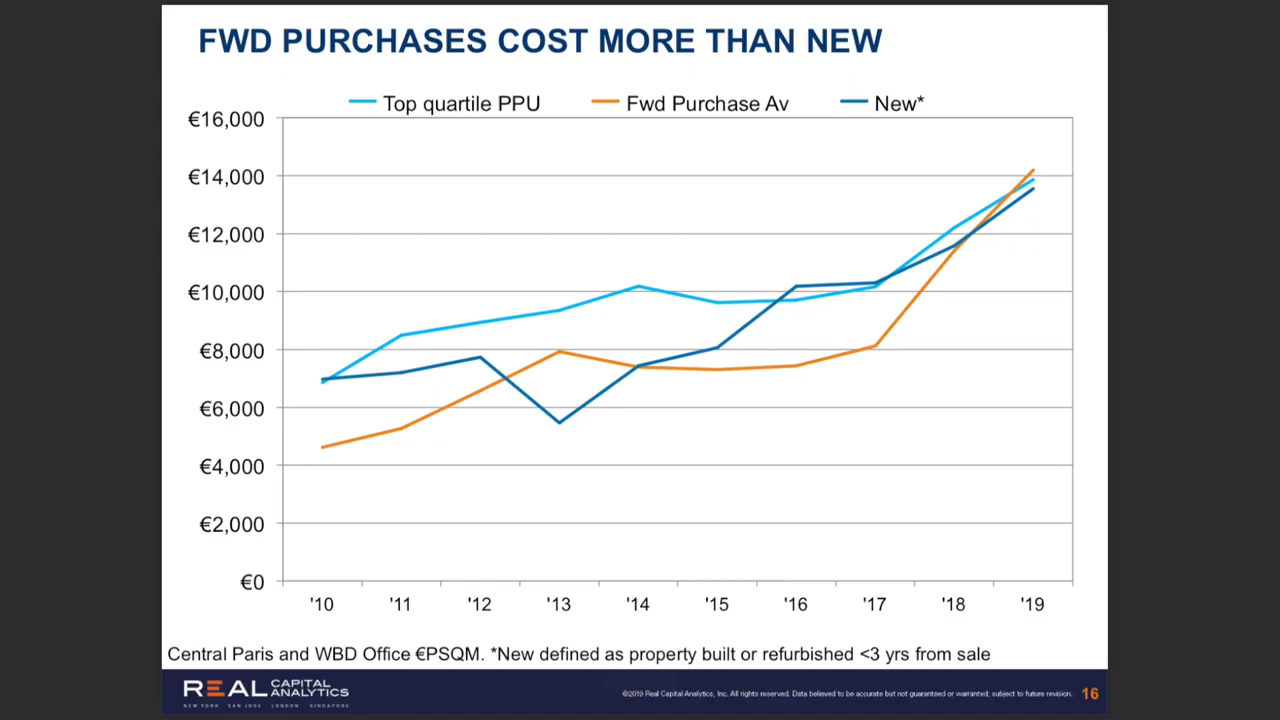 FWD PURCHASES COST MORE THAN NEW
Top quartile PPU Fwd Purchase Av New*
€16,000
€14,000
€12,000
€10,000
€8,000
€6,000
€4,000
€2,000
€0
'10 '11 '12 '13 '14 '15 '16 '17 '18 '19
Central Paris and WBD Office €PSQM. *New defined as property built or refurbished <3 yrs from sale
REAL CAPITAL ANALYTICS
NEW YORK SAN JOSE LONDON SINGAPORE
©2019 Real Capital Analytics, Inc. All rights reserved. Data believed to be accurate but not guaranteed or warranted; subject to future revision. 16